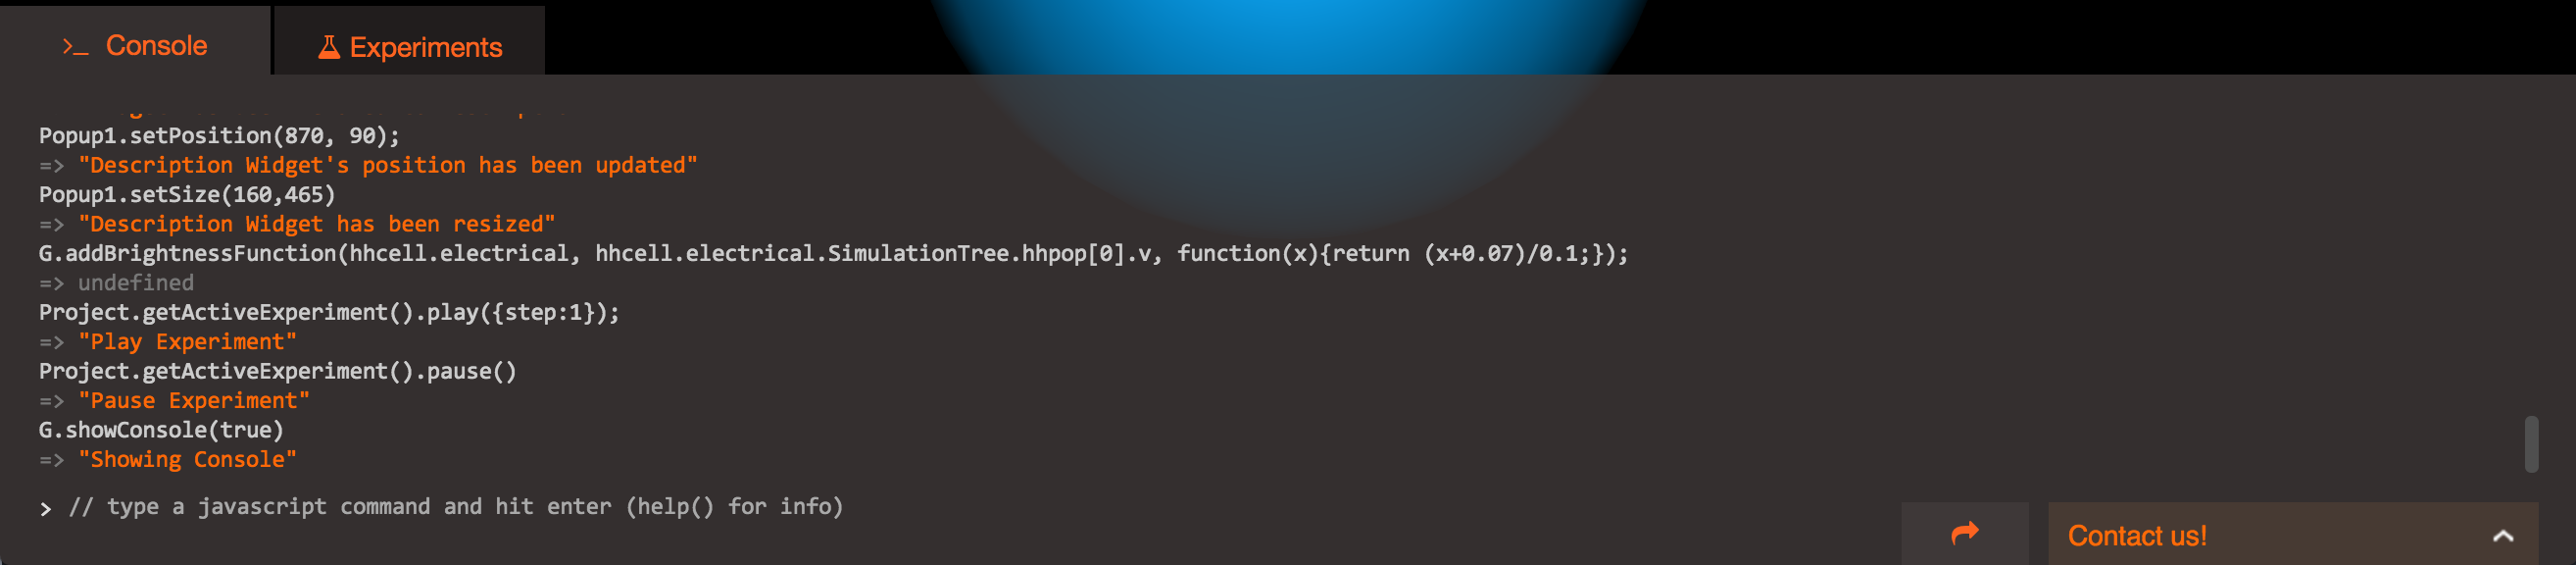 >_ Console
Experiments
Popup1.setPosition(870, 90);
=> "Description Widget's position has been updated"
Popup1.setSize(160,465)
=> "Description Widget has been resized"
G.addBrightnessFunction(hhcell.electrical, hhcell.electrical.SimulationTree.hhpop[0].v, function(x){return (x+0.07)/0.1;});
=> undefined
Project.getActiveExperiment().play({step:1});
=> "Play Experiment"
Project.getActiveExperiment().pause()
=> "Pause Experiment"
G.showConsole(true)
=> "Showing Console"
> // type a javascript command and hit enter (help() for info)
Contact us!